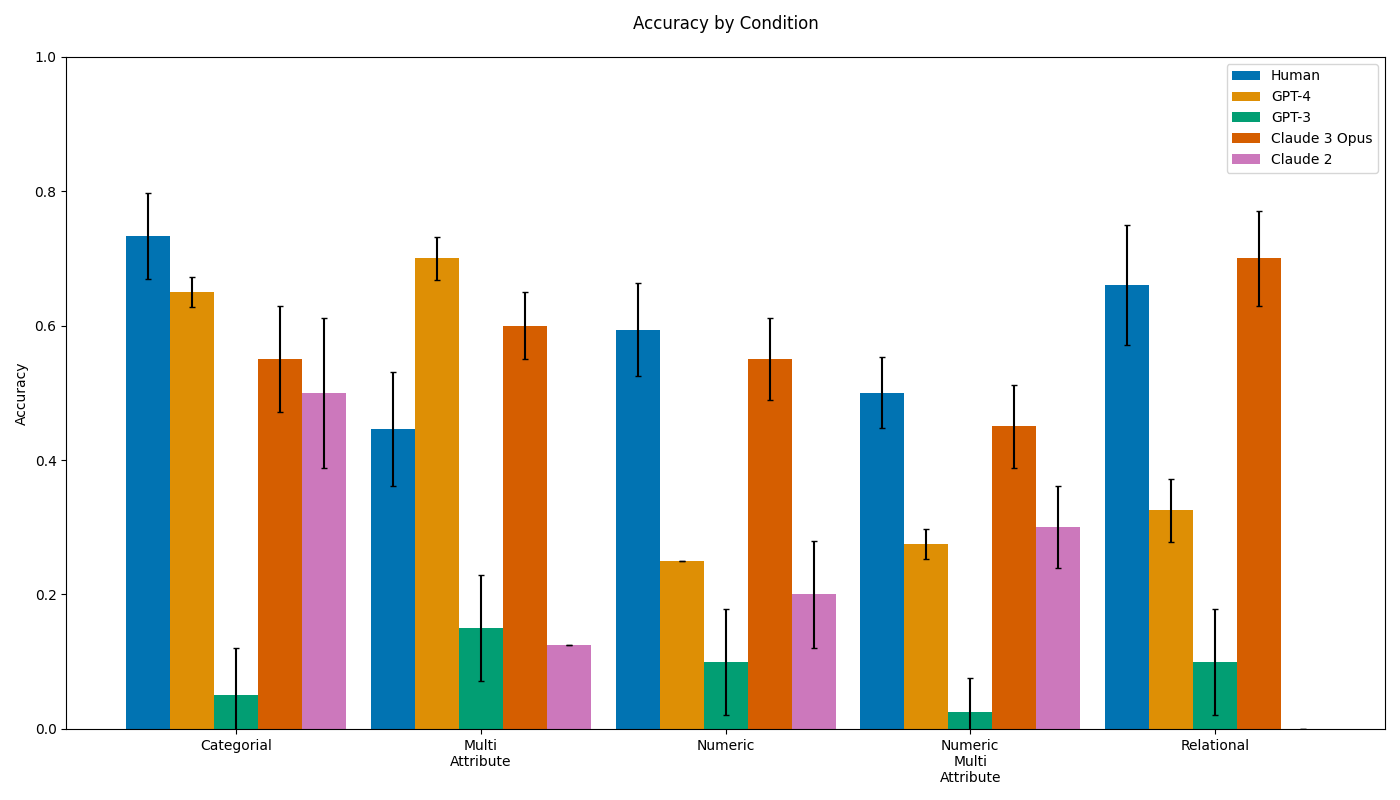 Accuracy by Condition
1.0
0.8
0.6
0.4
0.2
0.0
Accuracy
Human
GPT-4
GPT-3
Claude 3 Opus
Claude 2
Categorial
Multi
Attribute
Numeric
Numeric
Multi
Attribute
Relational